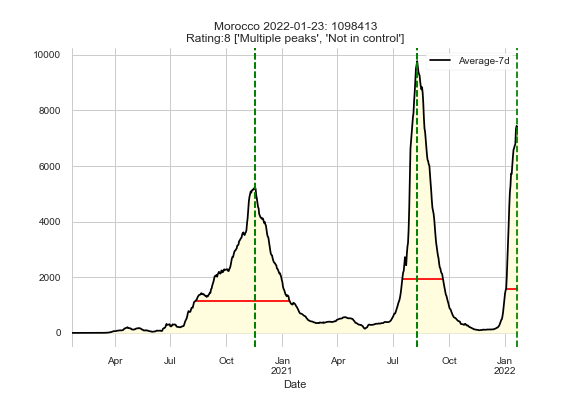 Morocco 2022-01-23: 1098413
Rating:8 ['Multiple peaks', 'Not in control']
Average-7d
10000
8000
6000
4000
2000
0
Apr Jul Oct Jan Apr Jul Oct Jan
2021 2022
Date